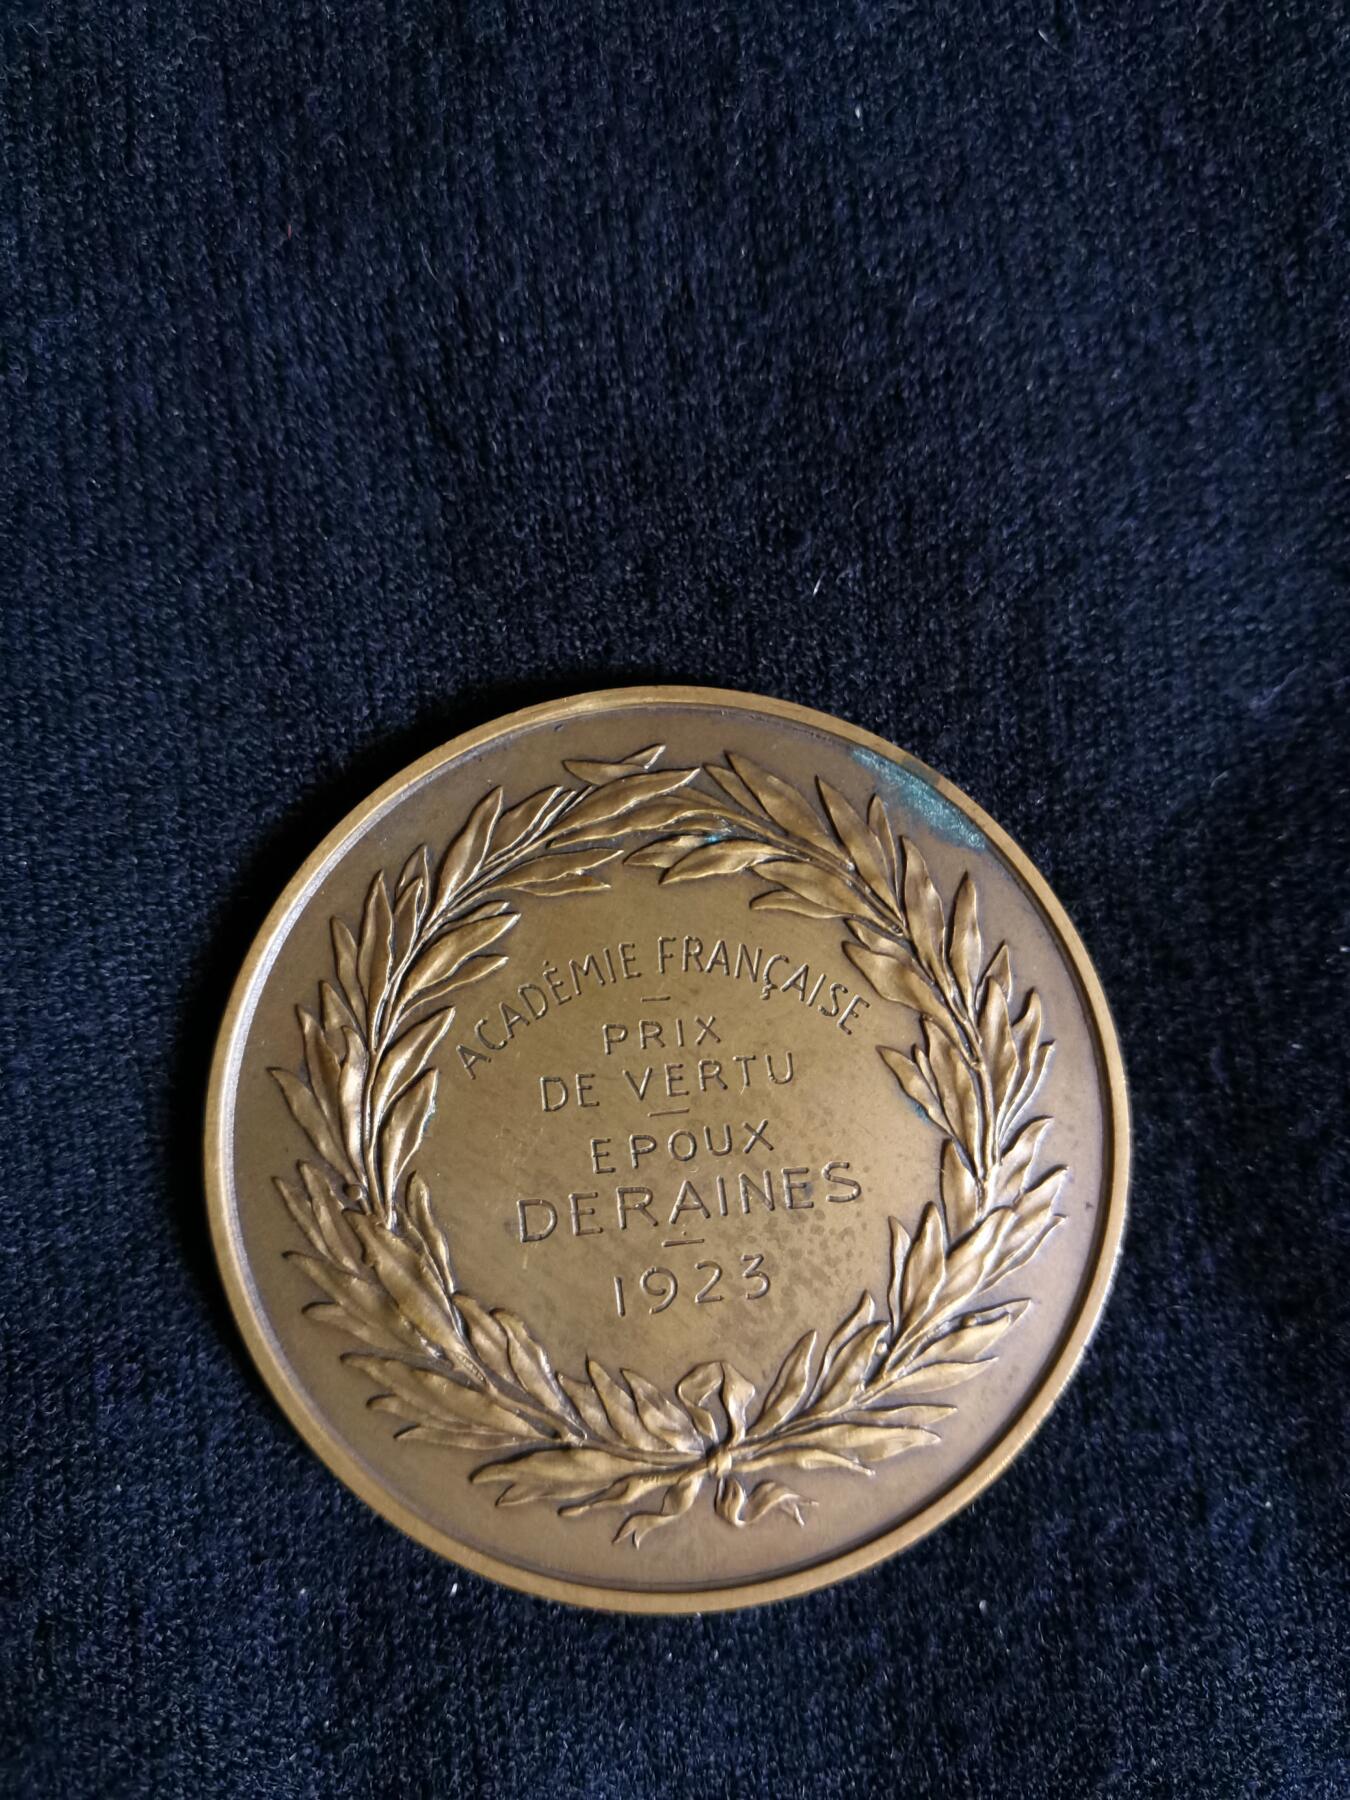 ACADÉMIE FRANÇAISE
PRIX
DE VERTU
EPOUX
DERAINES
1923